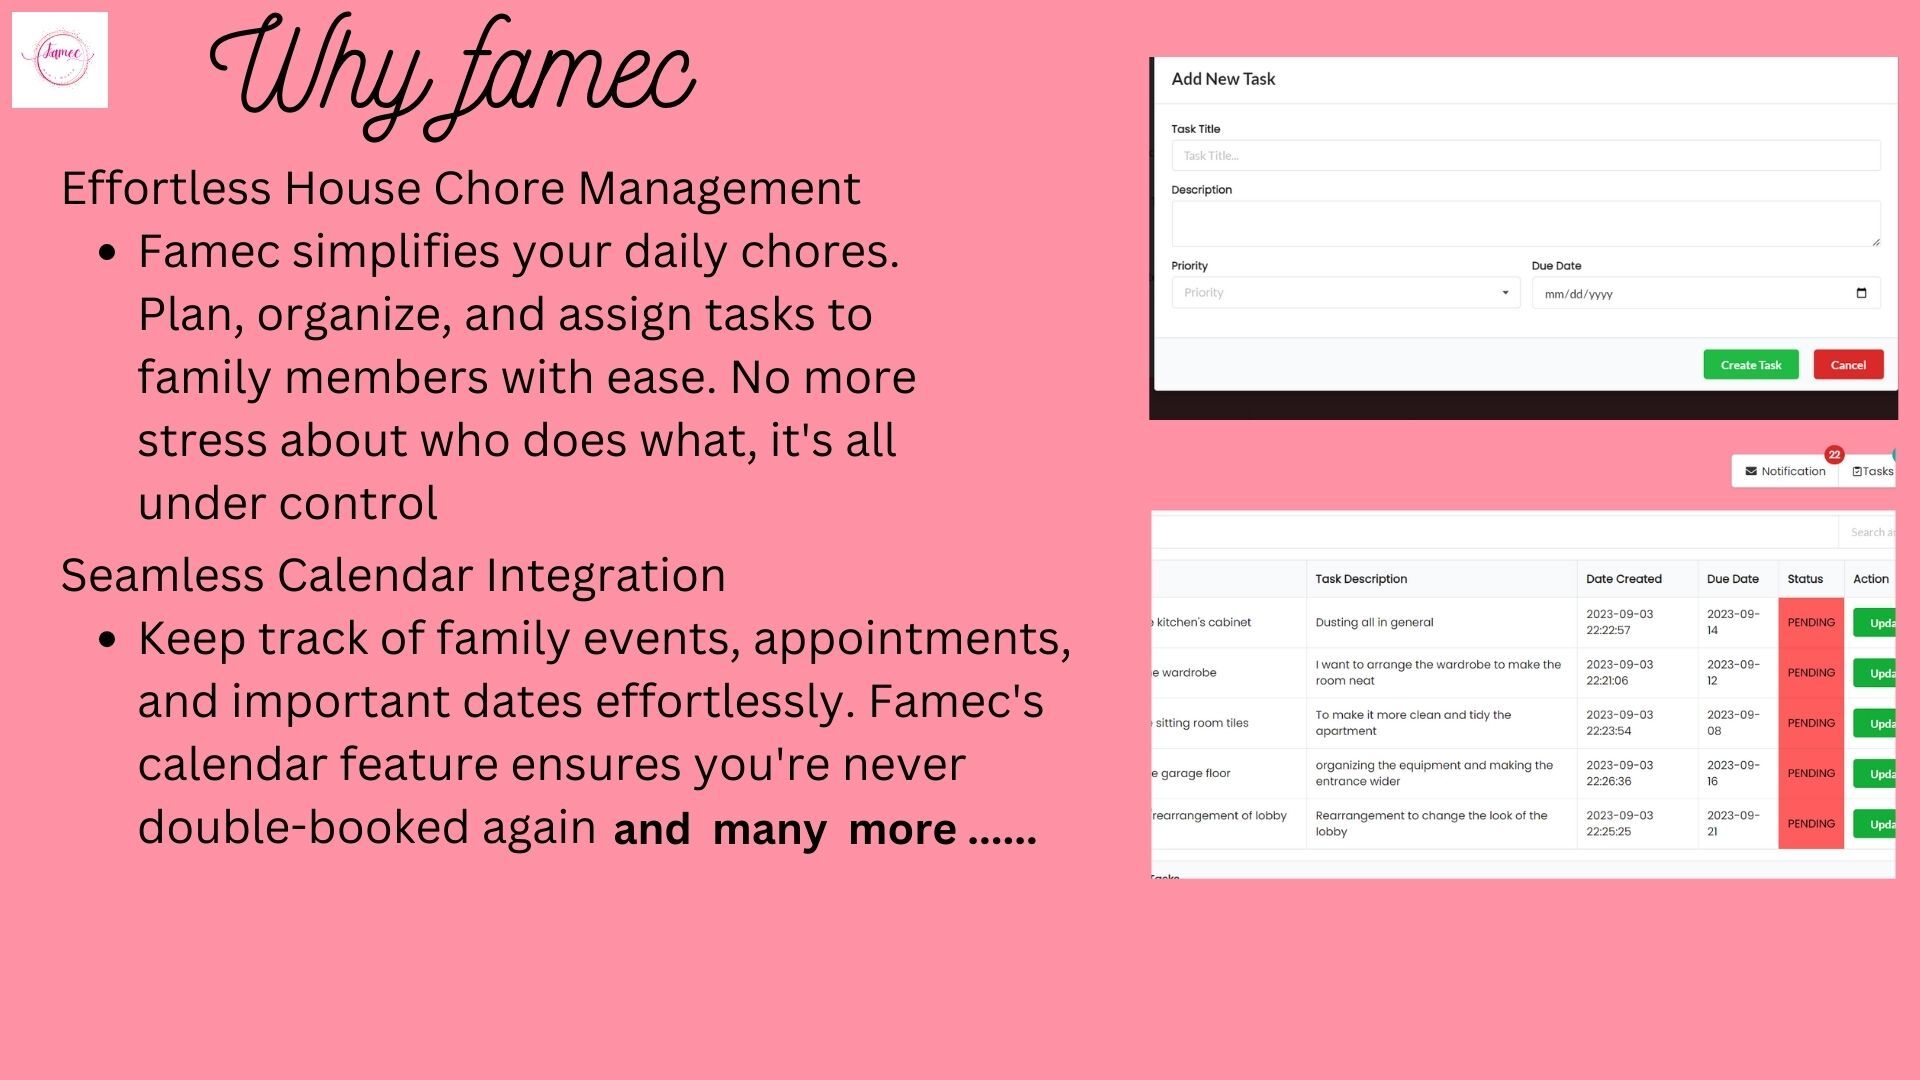 famec
Why famec
Effortless House Chore Management
• Famec simplifies your daily chores.
Plan, organize, and assign tasks to
family members with ease. No more
stress about who does what, it's all
under control
Seamless Calendar Integration
• Keep track of family events, appointments,
and important dates effortlessly. Famec's
calendar feature ensures you're never
double-booked again and many more ......
Add New Task
Task Title
Task Title...
Description
Priority Due Date
Priority mm/dd/yyyy
Create Task Cancel
22
Notification Tasks
Search a
Task Description Date Created Due Date Status Action
kitchen's cabinet Dusting all in general 2023-09-03 2023-09- PENDING Upda
22:22:57 14
e wardrobe I want to arrange the wardrobe to make the 2023-09-03 2023-09- PENDING Upda
room neat 22:21:06 12
sitting room tiles To make it more clean and tidy the 2023-09-03 2023-09- PENDING Upda
apartment 22:23:54 08
e garage floor organizing the equipment and making the 2023-09-03 2023-09- PENDING Upda
entrance wider 22:26:36 16
rearrangement of lobby Rearrangement to change the look of the 2023-09-03 2023-09- PENDING Upda
lobby 22:25:25 21
Tasks